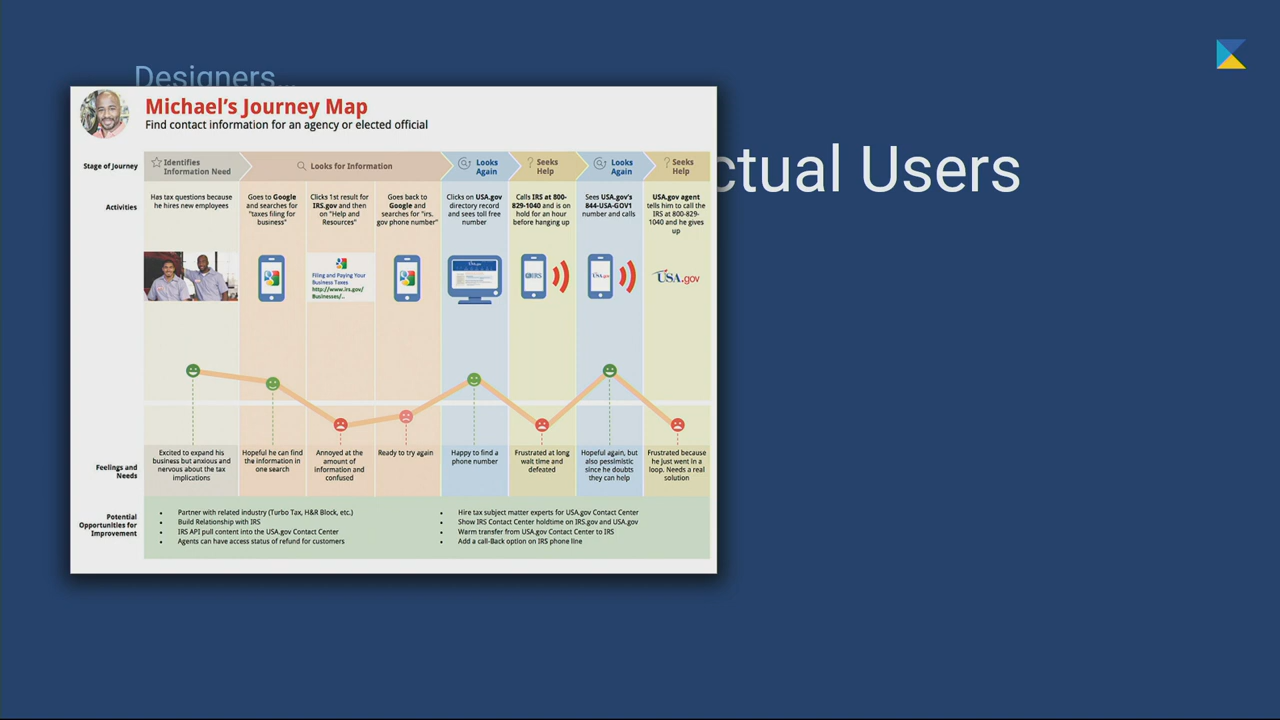 Designers...
ctual Users
Michael's Journey Map
Find contact information for an agency or elected official
Stage of Journey
Identifies
Information Need
Looks for Information
Looks
Again
Seeks
Help
Looks
Again
Seeks
Help
Activities
Has tax questions because
he hires new employees
Goes to Google
and searches for
"taxes filing for
business"
Clicks 1st result for
IRS.gov and then
on "Help and
Resources"
Goes back to
Google and
searches for "irs.
gov phone number"
Clicks on USA.gov
directory record
and sees toll free
number
Calls IRS at 800-
829-1040 and is on
hold for an hour
before hanging up
Sees USA.gov's
844-USA-GOV1
number and calls
USA.gov agent
tells him to call the
IRS at 800-829-
1040 and he gives
up
Filing and Paying Your
Business Taxes
http://www.irs.gov/
Businesses/..
IRS
USA.gov
Feelings and
Needs
Excited to expand his
business but anxious and
nervous about the tax
implications
Hopeful he can find
the information in
one search
Annoyed at the
amount of
information and
confused
Ready to try again
Happy to find a
phone number
Frustrated at long
wait time and
defeated
Hopeful again, but
also pessimistic
since he doubts
they can help
Frustrated because
he just went in a
loop. Needs a real
solution
Potential
Opportunities for
Improvement
• Partner with related industry (Turbo Tax, H&R Block, etc.)
• Build Relationship with IRS
• IRS API pull content into the USA.gov Contact Center
• Agents can have access status of refund for customers
• Hire tax subject matter experts for USA.gov Contact Center
• Show IRS Contact Center holdtime on IRS.gov and USA.gov
• Warm transfer from USA.gov Contact Center to IRS
• Add a call-Back option on IRS phone line